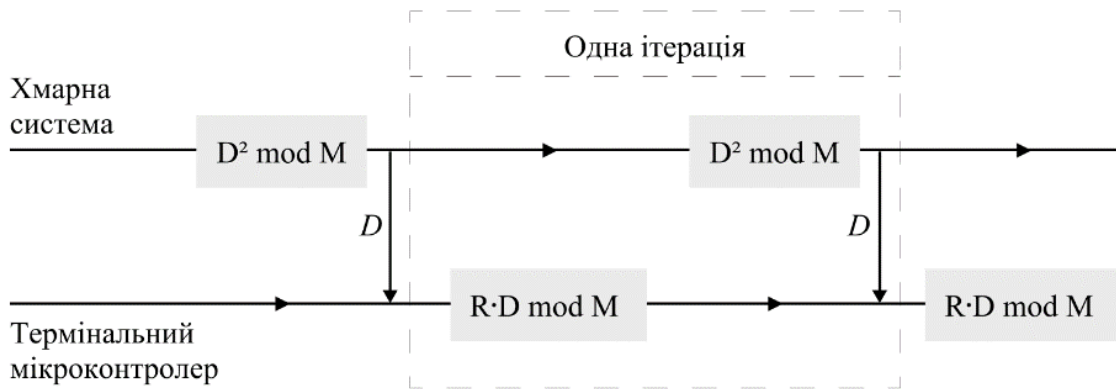 Одна ітерація
Хмарна
система
D² mod M
D² mod M
D
D
R·D mod M
R·D mod M
Термінальний
мікроконтролер